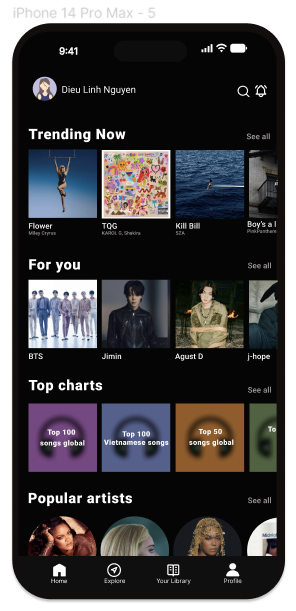 iPhone 14 Pro Max - 5
9:41
Dieu Linh Nguyen
Trending Now
See all
Flower
Miley Cyrus
TQG
KAROL G, Shakira
Kill Bill
SZA
Boy's a l
PinkPanthere
For you
See all
BTS
Jimin
Agust D
j-hope
Top charts
See all
Top 100
songs global
Top 100
Vietnamese songs
Top 50
songs global
To
Popular artists
See all
Home
Explore
Your Library
Profile